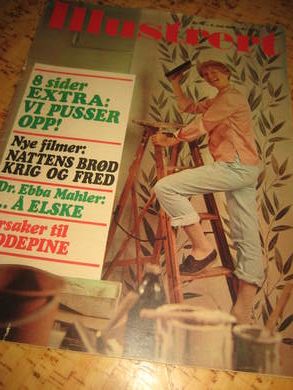 Illustrert
8 sider
EXTRA:
VI PUSSER
OPP!
Nye filmer:
NATTENS BRØD
KRIG OG FRED
Dr. Ebba Mahler:
... Å ELSKE
rsaker til
ODEPINE